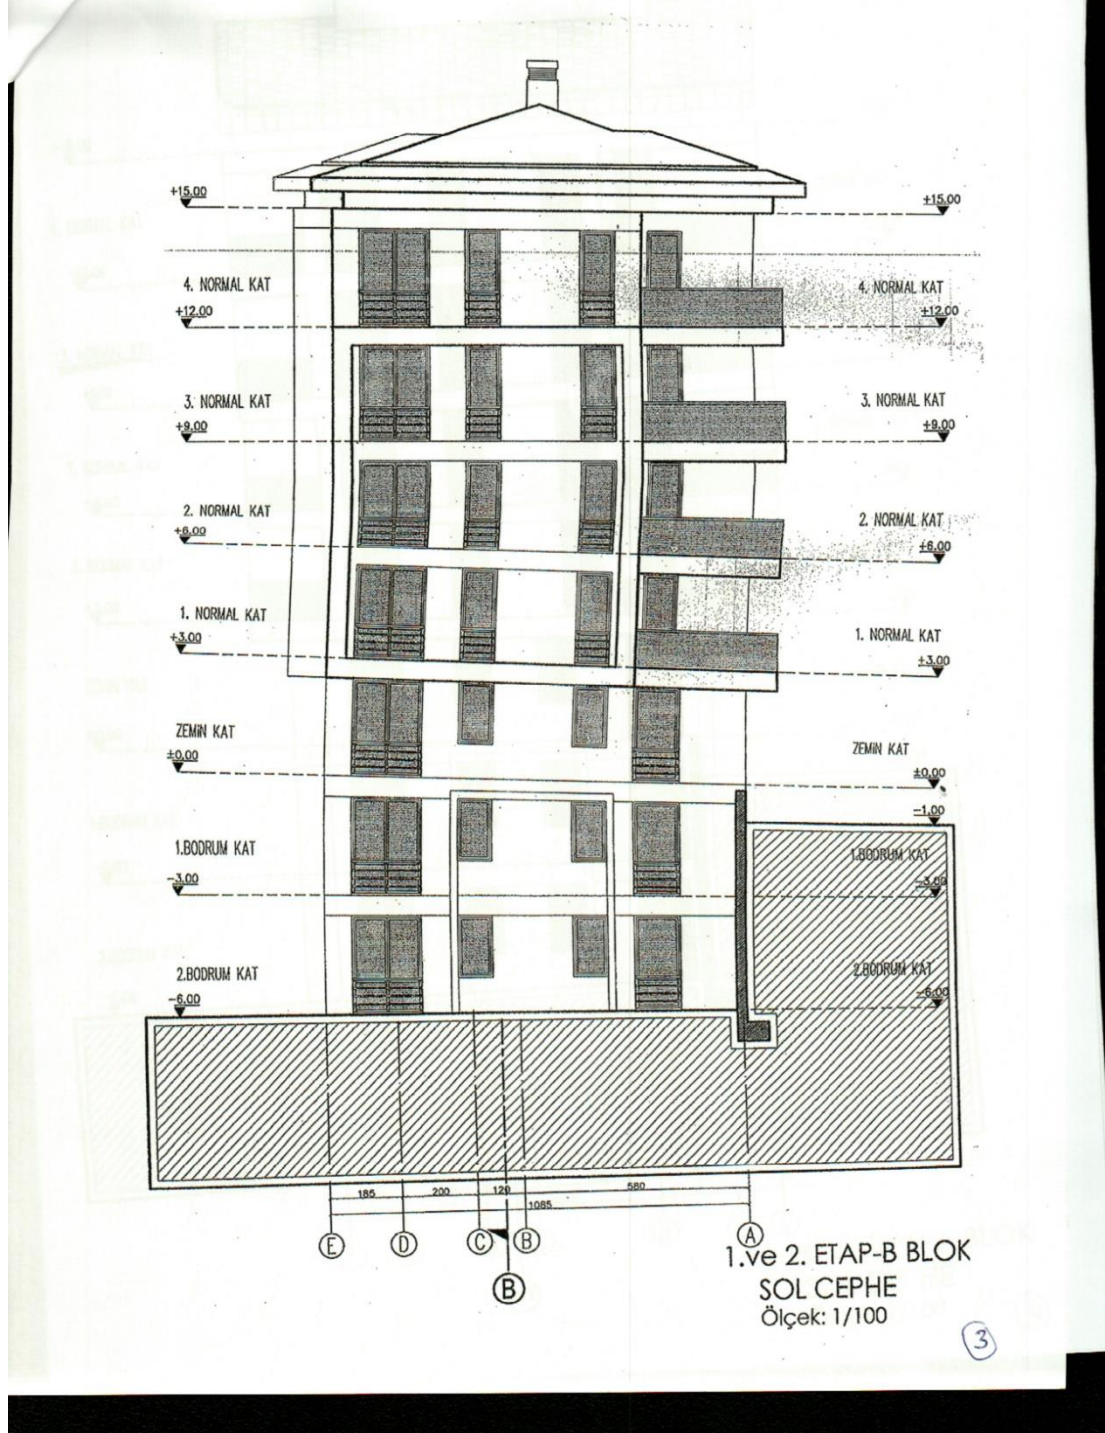 +15.00 +15.00
4. NORMAL KAT 4. NORMAL KAT
+12.00 +12.00
3. NORMAL KAT 3. NORMAL KAT
+9.00 +9.00
2. NORMAL KAT 2. NORMAL KAT
+6.00 +6.00
1. NORMAL KAT 1. NORMAL KAT
+3.00 +3.00
ZEMİN KAT ZEMİN KAT
±0.00 ±0.00
-1.00
1.BODRUM KAT 1.BODRUM KAT
-3.00 -3.00
2.BODRUM KAT 2.BODRUM KAT
-6.00 -6.00
185 200 120 580
1085
E D C B A
B
1.ve 2. ETAP-B BLOK
SOL CEPHE
Ölçek: 1/100
3